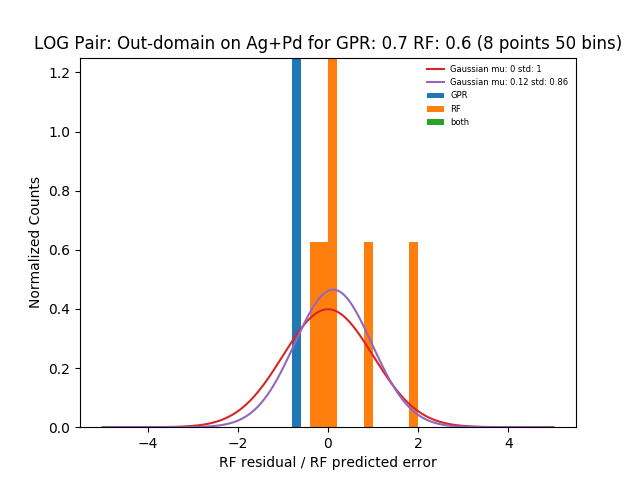 LOG Pair: Out-domain on Ag+Pd for GPR: 0.7 RF: 0.6 (8 points 50 bins)
Gaussian mu: 0 std: 1
Gaussian mu: 0.12 std: 0.86
GPR
RF
both
1.2
1.0
0.8
0.6
0.4
0.2
0.0
Normalized Counts
−4
−2
0
2
4
RF residual / RF predicted error